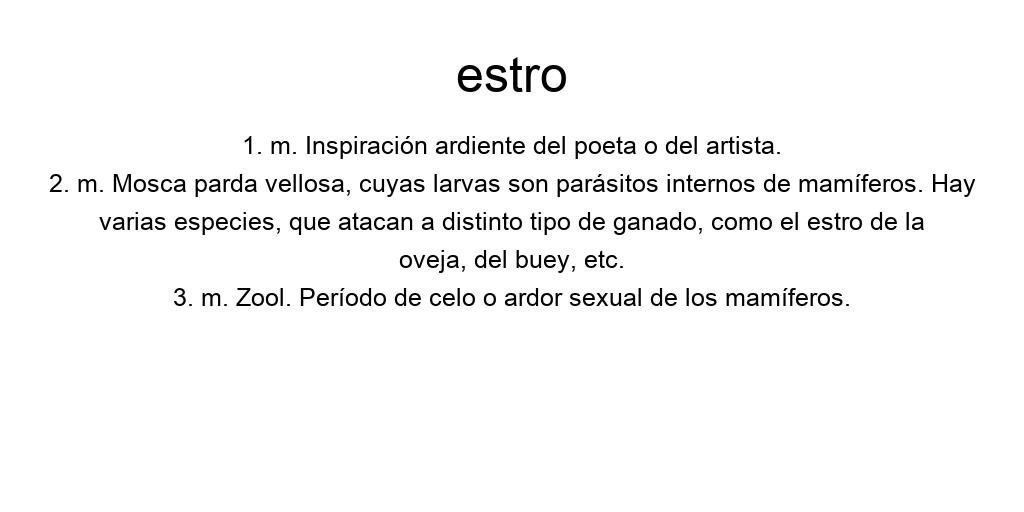 estro
1. m. Inspiración ardiente del poeta o del artista.
2. m. Mosca parda vellosa, cuyas larvas son parásitos internos de mamíferos. Hay
varias especies, que atacan a distinto tipo de ganado, como el estro de la
oveja, del buey, etc.
3. m. Zool. Período de celo o ardor sexual de los mamíferos.